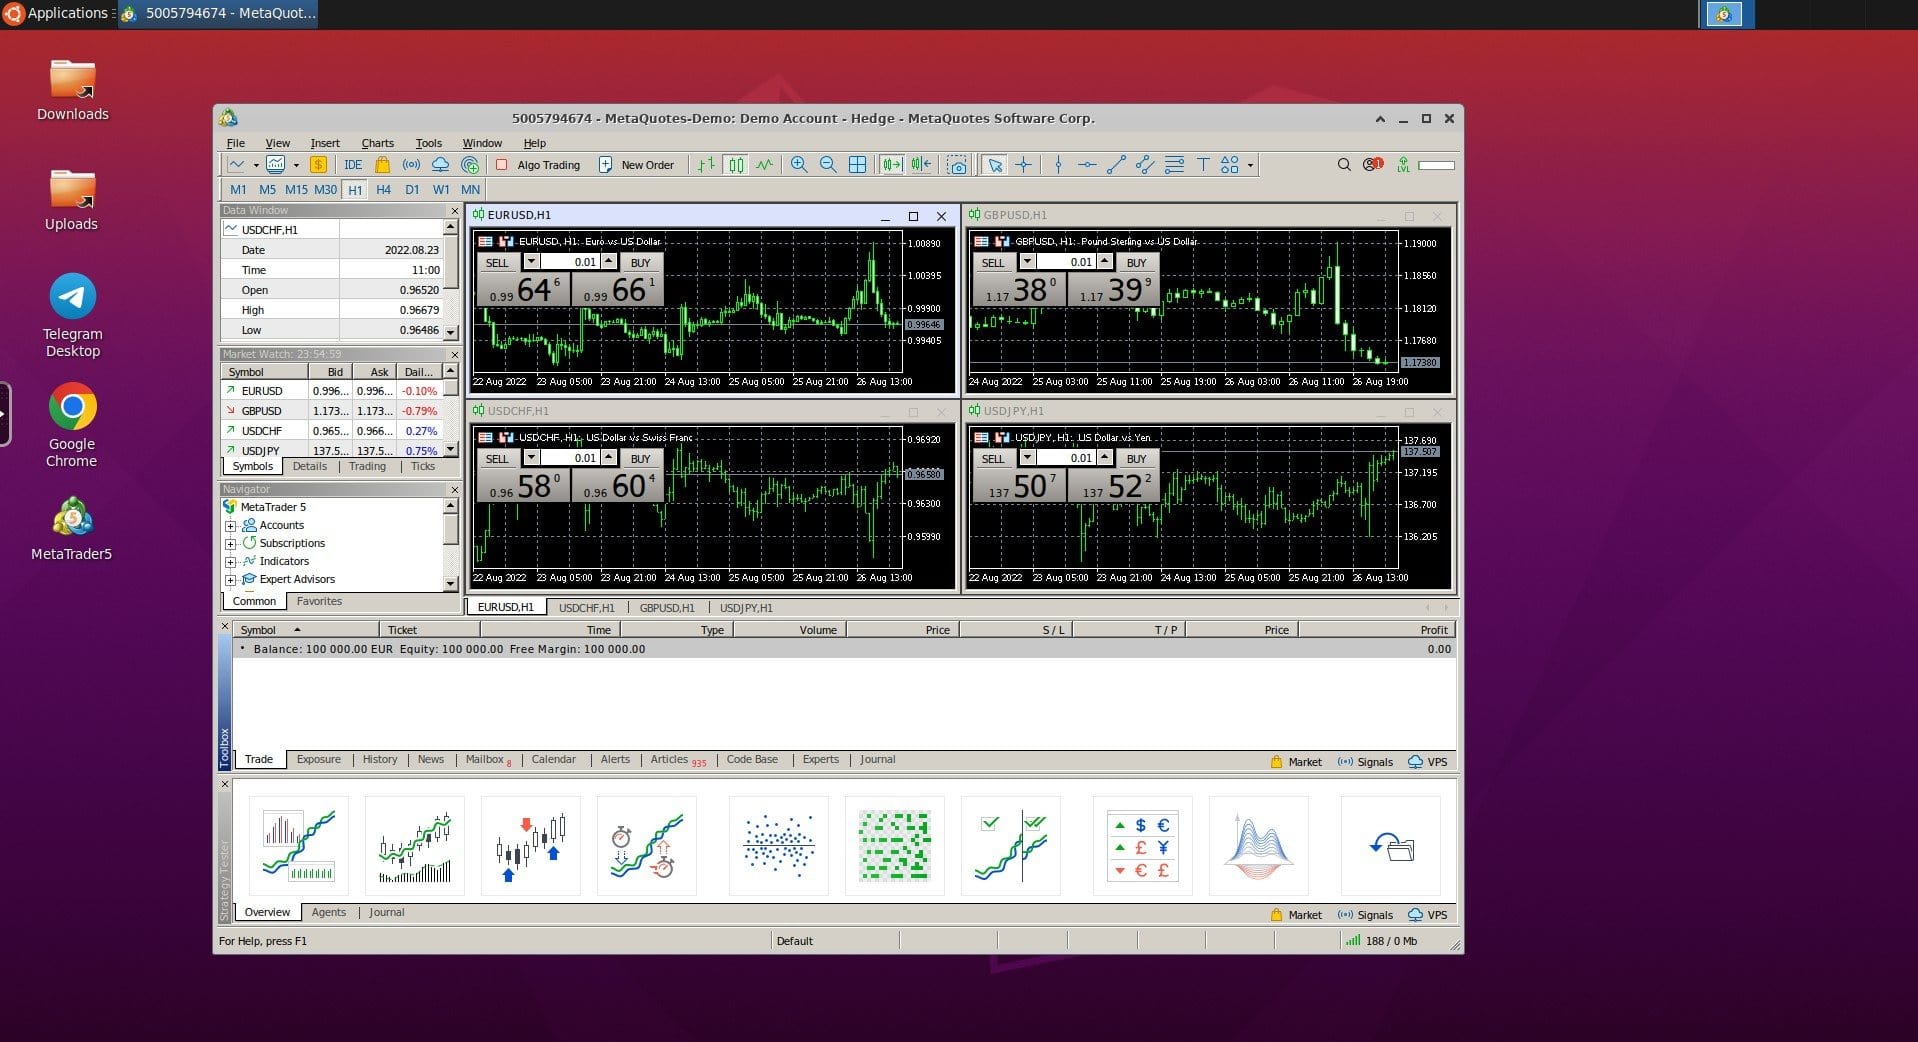 Applications 5005794674 - MetaQuot...
Downloads
Uploads
Telegram
Desktop
Google
Chrome
MetaTrader5
5005794674 - MetaQuotes-Demo: Demo Account - Hedge - MetaQuotes Software Corp.
File View Insert Charts Tools Window Help
IDE Algo Trading New Order 1 LVL
M1 M5 M15 M30 H1 H4 D1 W1 MN
Data Window
USDCHF,H1
Date 2022.08.23
Time 11:00
Open 0.96520
High 0.96679
Low 0.96486
Market Watch: 23:54:59
Symbol Bid Ask Dail...
EURUSD 0.996... 0.996... -0.10%
GBPUSD 1.173... 1.173... -0.79%
USDCHF 0.965... 0.966... 0.27%
USDJPY 137.5... 137.5... 0.75%
Symbols Details Trading Ticks
Navigator
MetaTrader 5
Accounts
Subscriptions
Indicators
Expert Advisors
Common Favorites
EURUSD,H1
EURUSD, H1: Euro vs US Dollar
SELL 0.01 BUY
0.99 64 6 0.99 66 1
1.00890
1.00395
0.99900
0.99646
0.99405
22 Aug 2022 23 Aug 05:00 23 Aug 21:00 24 Aug 13:00 25 Aug 05:00 25 Aug 21:00 26 Aug 13:00
GBPUSD,H1
GBPUSD, H1: Pound Sterling vs US Dollar
SELL 0.01 BUY
1.17 38 0 1.17 39 9
1.19000
1.18560
1.18120
1.17680
1.17380
24 Aug 2022 25 Aug 03:00 25 Aug 11:00 25 Aug 19:00 26 Aug 03:00 26 Aug 11:00 26 Aug 19:00
USDCHF,H1
USDCHF, H1: US Dollar vs Swiss Franc
SELL 0.01 BUY
0.96 58 0 0.96 60 4
0.96920
0.96580
0.96300
0.95990
22 Aug 2022 23 Aug 05:00 23 Aug 21:00 24 Aug 13:00 25 Aug 05:00 25 Aug 21:00 26 Aug 13:00
USDJPY,H1
USDJPY, H1: US Dollar vs Yen
SELL 0.01 BUY
137 50 7 137 52 2
137.690
137.507
137.195
136.700
136.205
22 Aug 2022 23 Aug 05:00 23 Aug 21:00 24 Aug 13:00 25 Aug 05:00 25 Aug 21:00 26 Aug 13:00
EURUSD,H1 USDCHF,H1 GBPUSD,H1 USDJPY,H1
Symbol Ticket Time Type Volume Price S / L T / P Price Profit
Balance: 100 000.00 EUR Equity: 100 000.00 Free Margin: 100 000.00 0.00
Toolbox
Trade Exposure History News Mailbox 8 Calendar Alerts Articles 935 Code Base Experts Journal Market Signals VPS
Strategy Tester
Overview Agents Journal Market Signals VPS
For Help, press F1 Default 188 / 0 Mb